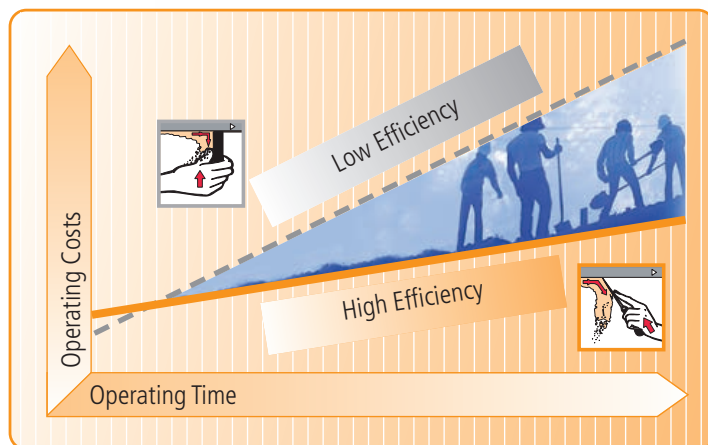 Operating Costs
Low Efficiency
High Efficiency
Operating Time